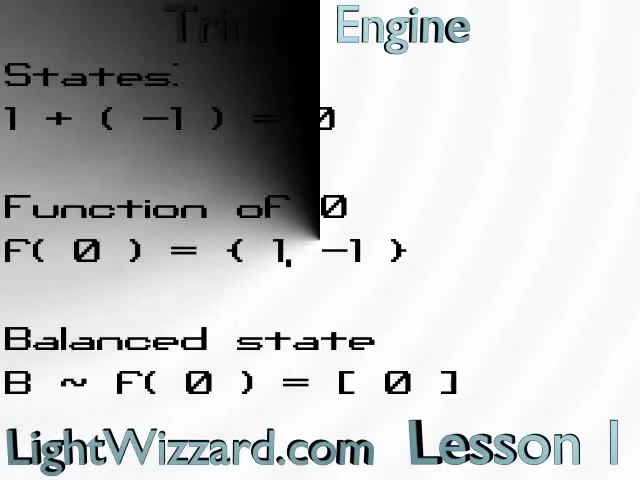 Engine
States:
1 + ( -1 ) = 0
Function of 0
f( 0 ) = { 1, -1 }
Balanced state
B ~ f( 0 ) = [ 0 ]
LightWizzard.com Lesson 1